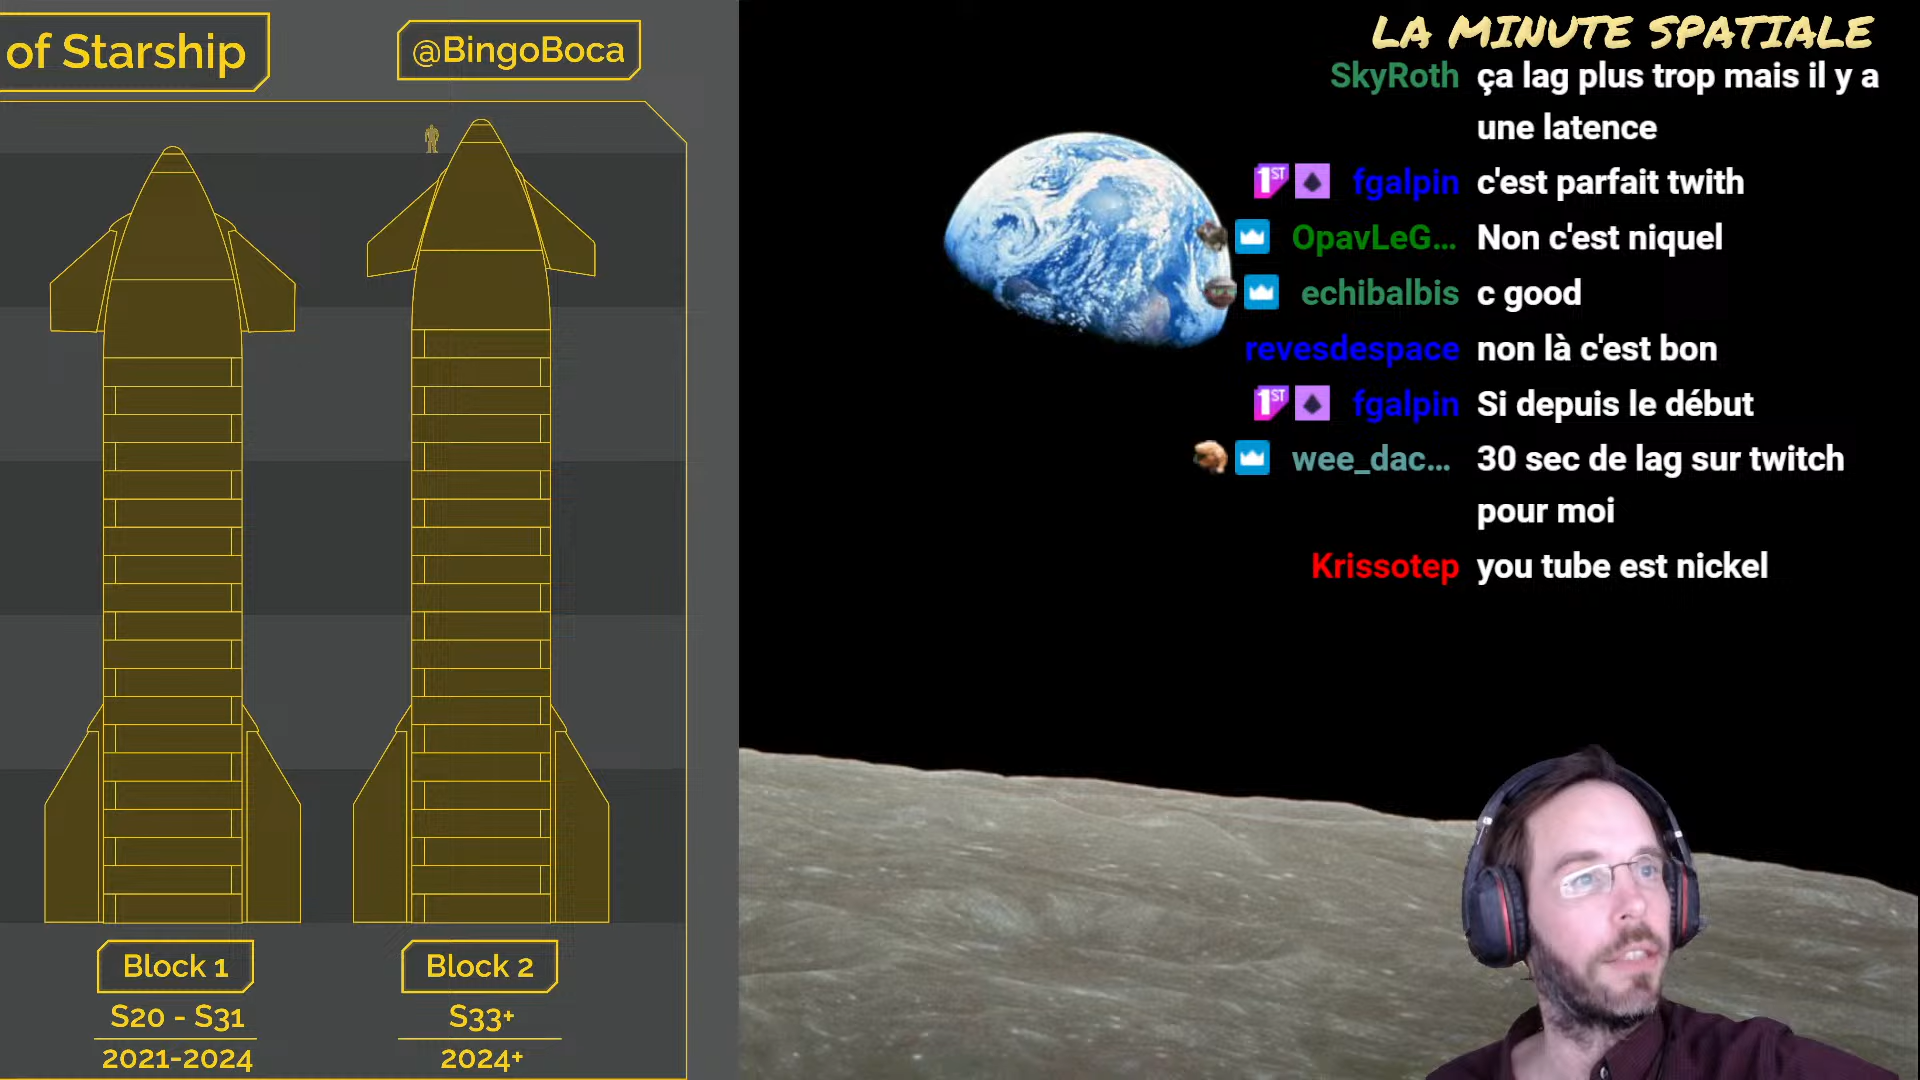 of Starship
@BingoBoca
Block 1
S20 - S31
2021-2024
Block 2
S33+
2024+
LA MINUTE SPATIALE
SkyRoth ça lag plus trop mais il y a
une latence
1ST fgalpin c'est parfait twith
OpavLeG... Non c'est niquel
echibalbis c good
revesdespace non là c'est bon
1ST fgalpin Si depuis le début
wee_dac... 30 sec de lag sur twitch
pour moi
Krissotep you tube est nickel